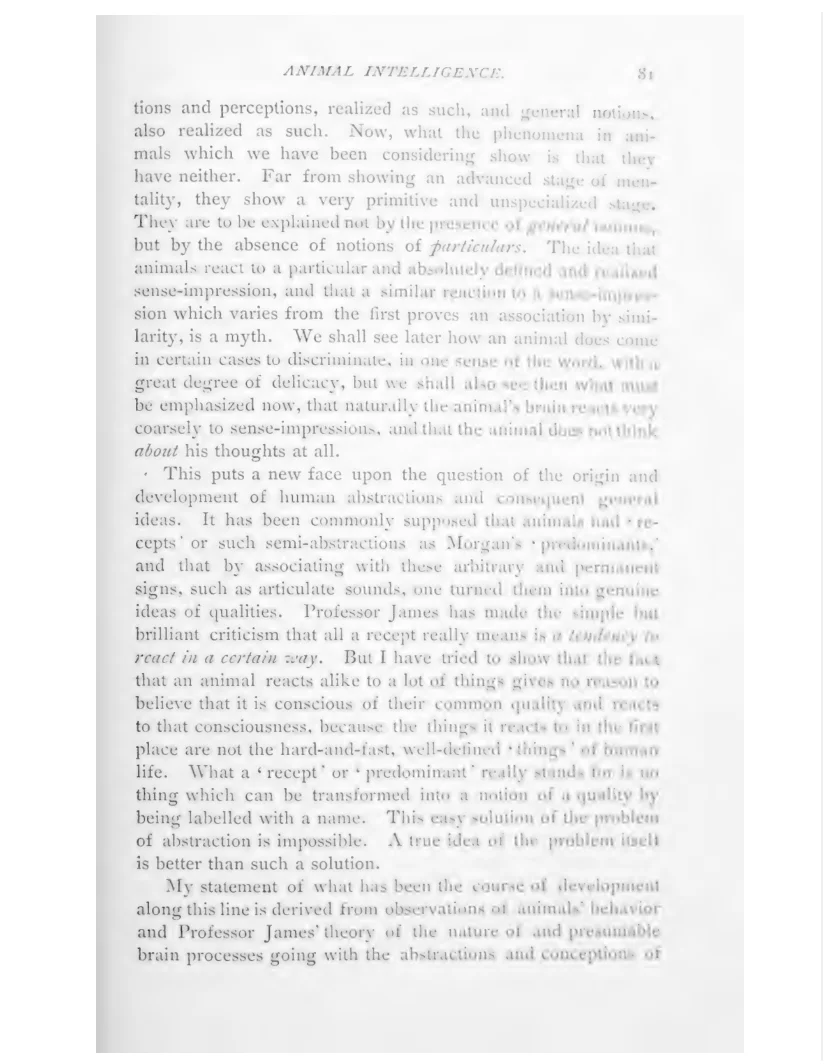 ANIMAL INTELLIGENCE. 81
tions and perceptions, realized as such, and general notions,
also realized as such. Now, what the phenomena in ani-
mals which we have been considering show is that they
have neither. Far from showing an advanced stage of men-
tality, they show a very primitive and unspecialized stage.
They are to be explained not by the presence of general notions,
but by the absence of notions of particulars. The idea that
animals react to a particular and absolutely defined and realized
sense-impression, and that a similar reaction to a sense-impres-
sion which varies from the first proves an association by simi-
larity, is a myth. We shall see later how an animal does come
in certain cases to discriminate, in one sense of the word, with a
great degree of delicacy, but we shall also see then what must
be emphasized now, that naturally the animal's brain reacts very
coarsely to sense-impressions, and that the animal does not think
about his thoughts at all.
This puts a new face upon the question of the origin and
development of human abstractions and consequent general
ideas. It has been commonly supposed that animals had ‘re-
cepts’ or such semi-abstractions as Morgan's ‘predominants,’
and that by associating with these arbitrary and permanent
signs, such as articulate sounds, one turned them into genuine
ideas of qualities. Professor James has made the simple but
brilliant criticism that all a recept really means is a tendency to
react in a certain way. But I have tried to show that the fact
that an animal reacts alike to a lot of things gives no reason to
believe that it is conscious of their common quality and reacts
to that consciousness, because the things it reacts to in the first
place are not the hard-and-fast, well-defined ‘things’ of human
life. What a ‘recept’ or ‘predominant’ really stands for is no
thing which can be transformed into a notion of a quality by
being labelled with a name. This easy solution of the problem
of abstraction is impossible. A true idea of the problem itself
is better than such a solution.
My statement of what has been the course of development
along this line is derived from observations of animals' behavior
and Professor James' theory of the nature of and presumable
brain processes going with the abstractions and conceptions of